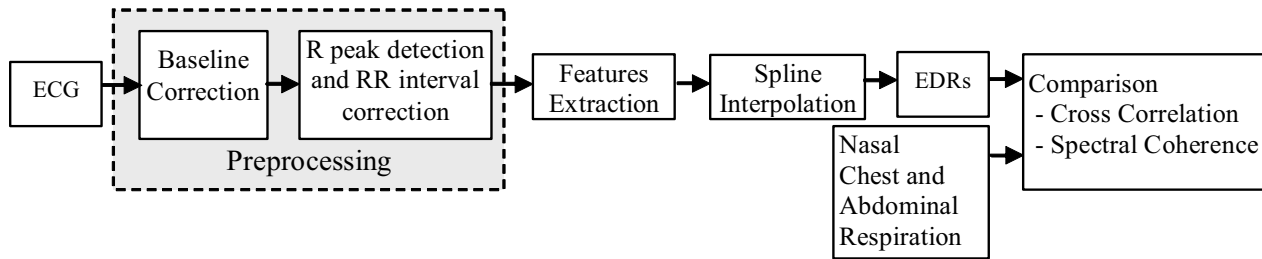 ECG
Baseline
Correction
R peak detection
and RR interval
correction
Preprocessing
Features
Extraction
Spline
Interpolation
EDRs
Nasal
Chest and
Abdominal
Respiration
Comparison
- Cross Correlation
- Spectral Coherence